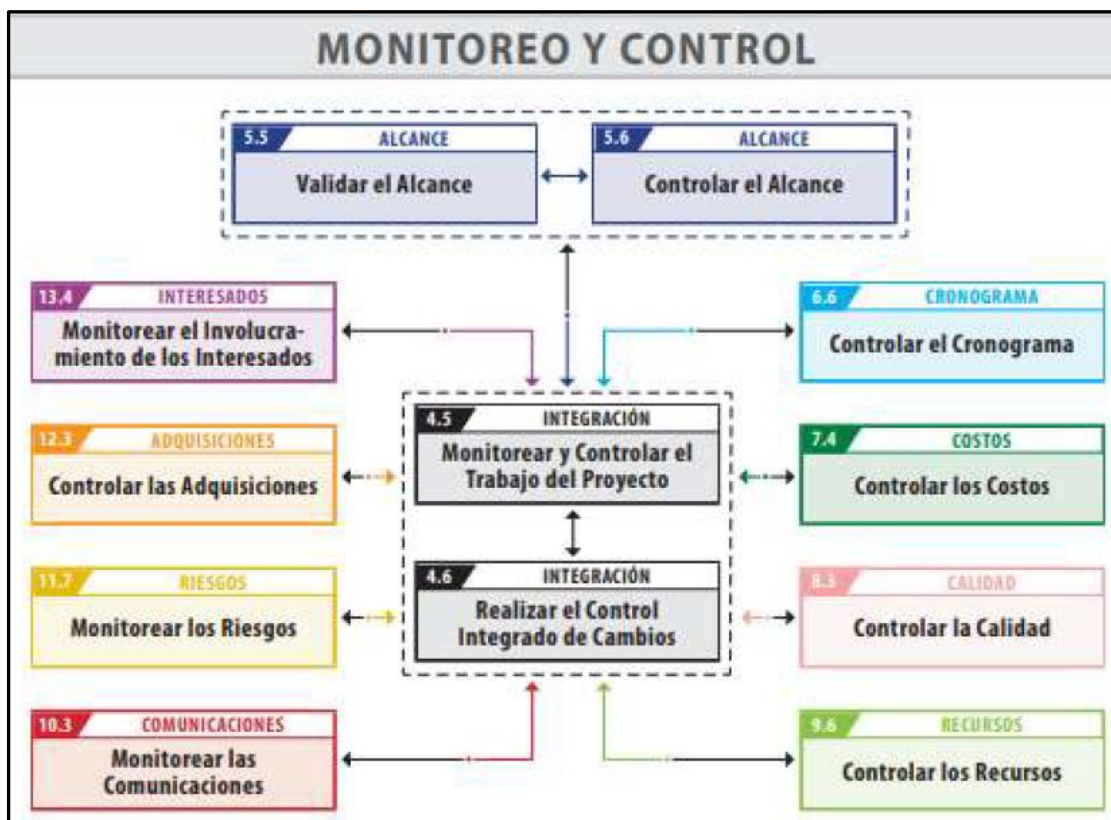 MONITOREO Y CONTROL
5.5 ALCANCE
Validar el Alcance
5.6 ALCANCE
Controlar el Alcance
13.4 INTERESADOS
Monitorear el Involucra-
miento de los Interesados
6.6 CRONOGRAMA
Controlar el Cronograma
4.5 INTEGRACIÓN
Monitorear y Controlar el
Trabajo del Proyecto
12.3 ADQUISICIONES
Controlar las Adquisiciones
7.4 COSTOS
Controlar los Costos
4.6 INTEGRACIÓN
Realizar el Control
Integrado de Cambios
11.7 RIESGOS
Monitorear los Riesgos
8.3 CALIDAD
Controlar la Calidad
10.3 COMUNICACIONES
Monitorear las
Comunicaciones
9.6 RECURSOS
Controlar los Recursos